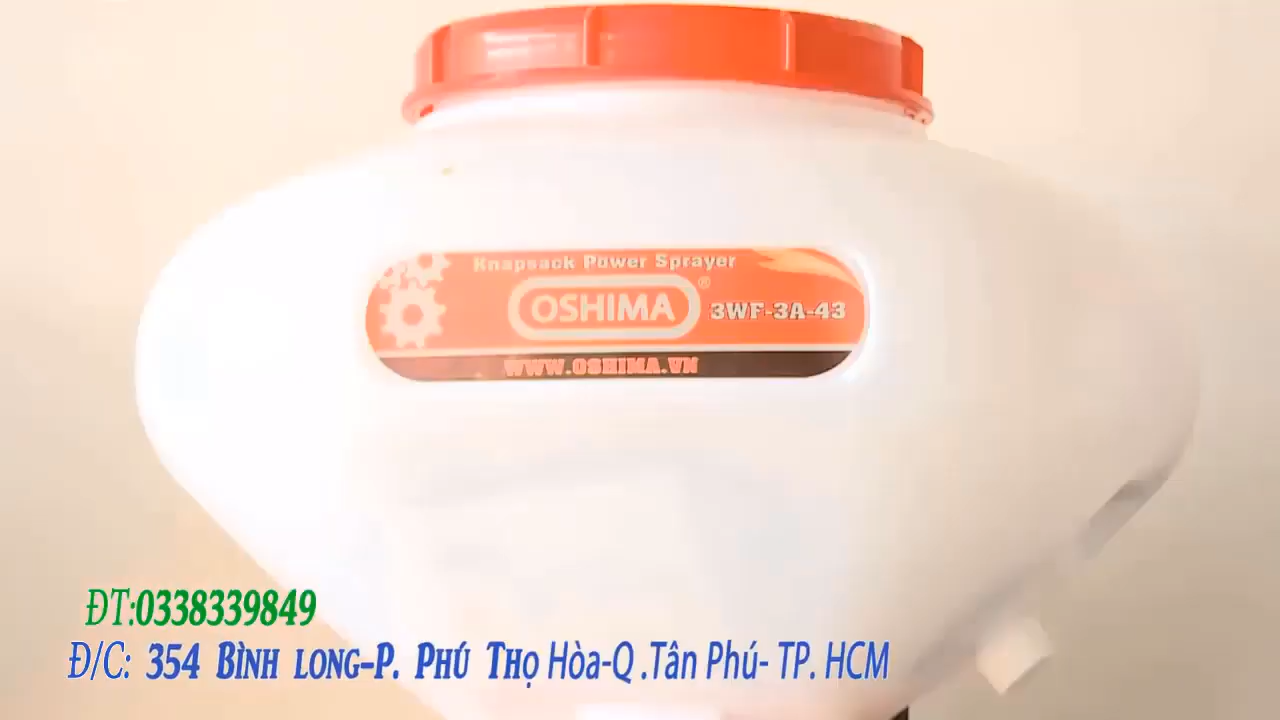 Knapsack Power Sprayer
OSHIMA® 3WF-3A-43
WWW.OSHIMA.VN
ĐT:0338339849
Đ/C: 354 BÌNH LONG-P. PHÚ THỌ Hòa-Q .Tân Phú- TP. HCM